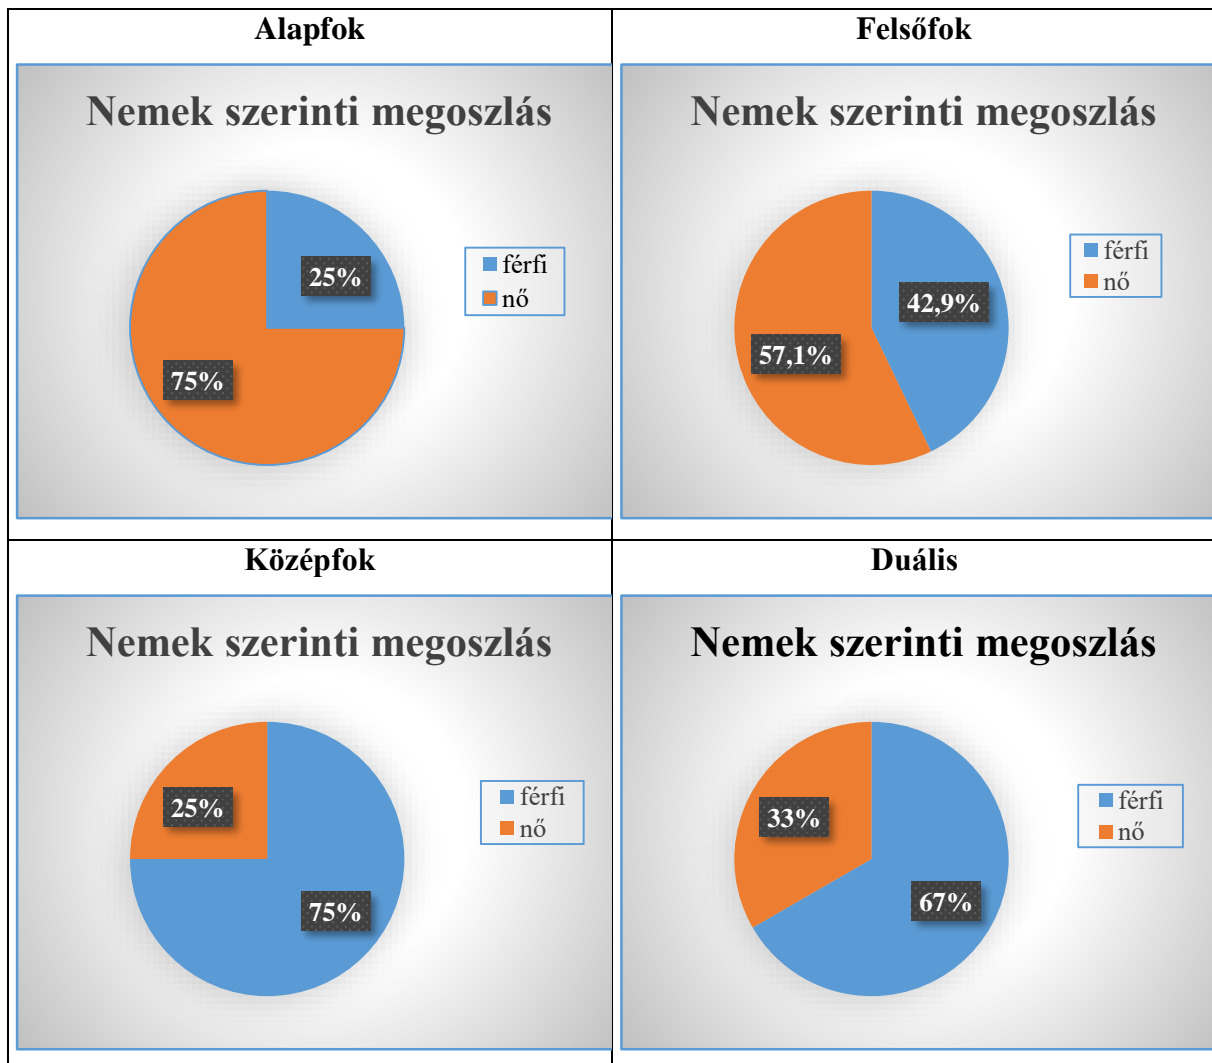 Alapfok
Nemek szerinti megoszlás
25%
75%
férfi
nő
Felsőfok
Nemek szerinti megoszlás
42,9%
57,1%
férfi
nő
Középfok
Nemek szerinti megoszlás
25%
75%
férfi
nő
Duális
Nemek szerinti megoszlás
33%
67%
férfi
nő